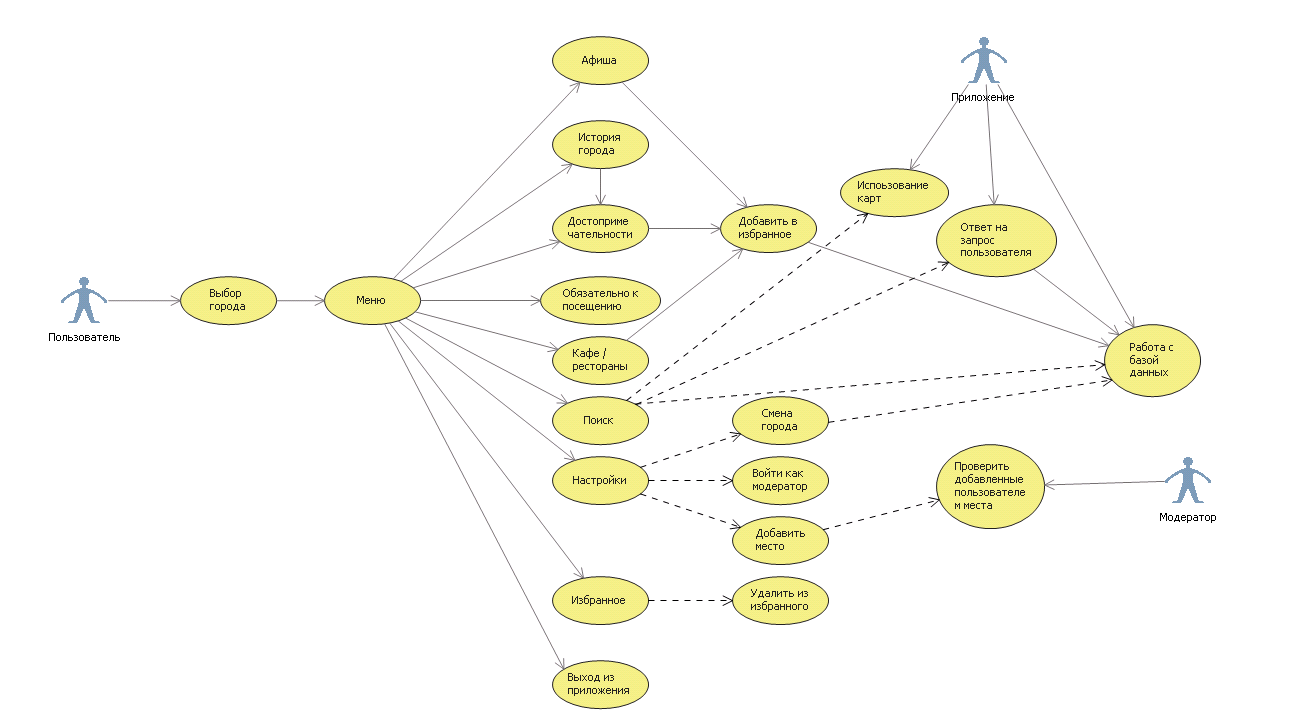 Афиша
Приложение
История
города
Испоьзование
карт
Достоприме
чательности
Добавить в
избранное
Ответ на
запрос
пользователя
Пользователь
Выбор
города
Меню
Обязательно к
посещению
Кафе /
рестораны
Работа с
базой
данных
Поиск
Смена
города
Настройки
Войти как
модератор
Проверить
добавленные
пользователе
м места
Модератор
Добавить
место
Избранное
Удалить из
избранного
Выход из
приложения